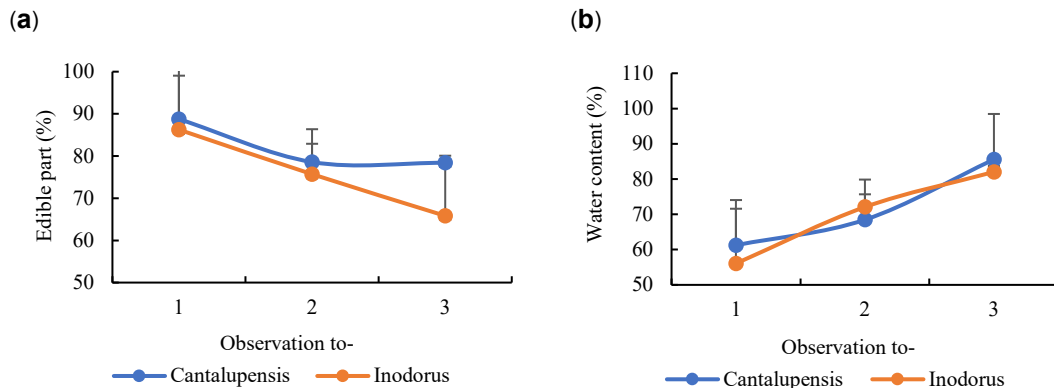 (a)
Edible part (%)
100
90
80
70
60
50
1 2 3
Observation to-
Cantalupensis Inodorus
(b)
Water content (%)
110
100
90
80
70
60
50
1 2 3
Observation to-
Cantalupensis Inodorus